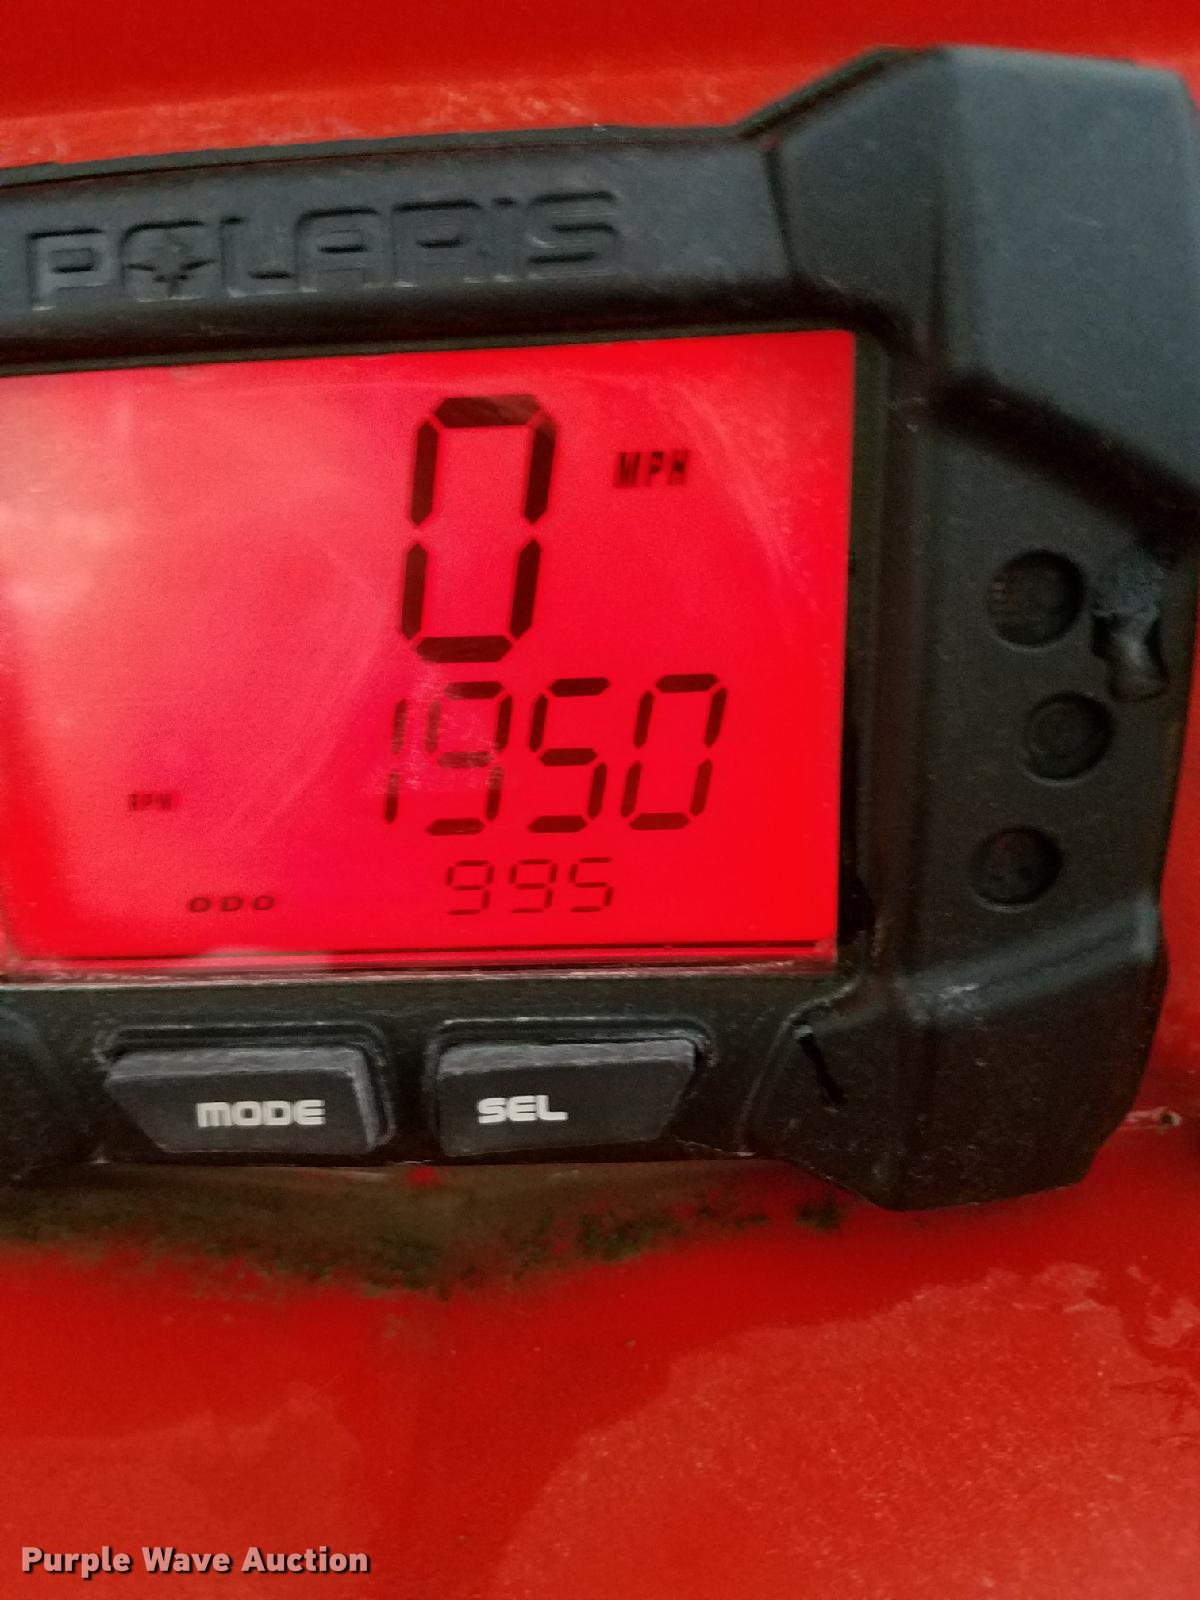 POLARIS
0 MPH
1950
RPM
ODO 995
MODE SEL
Purple Wave Auction